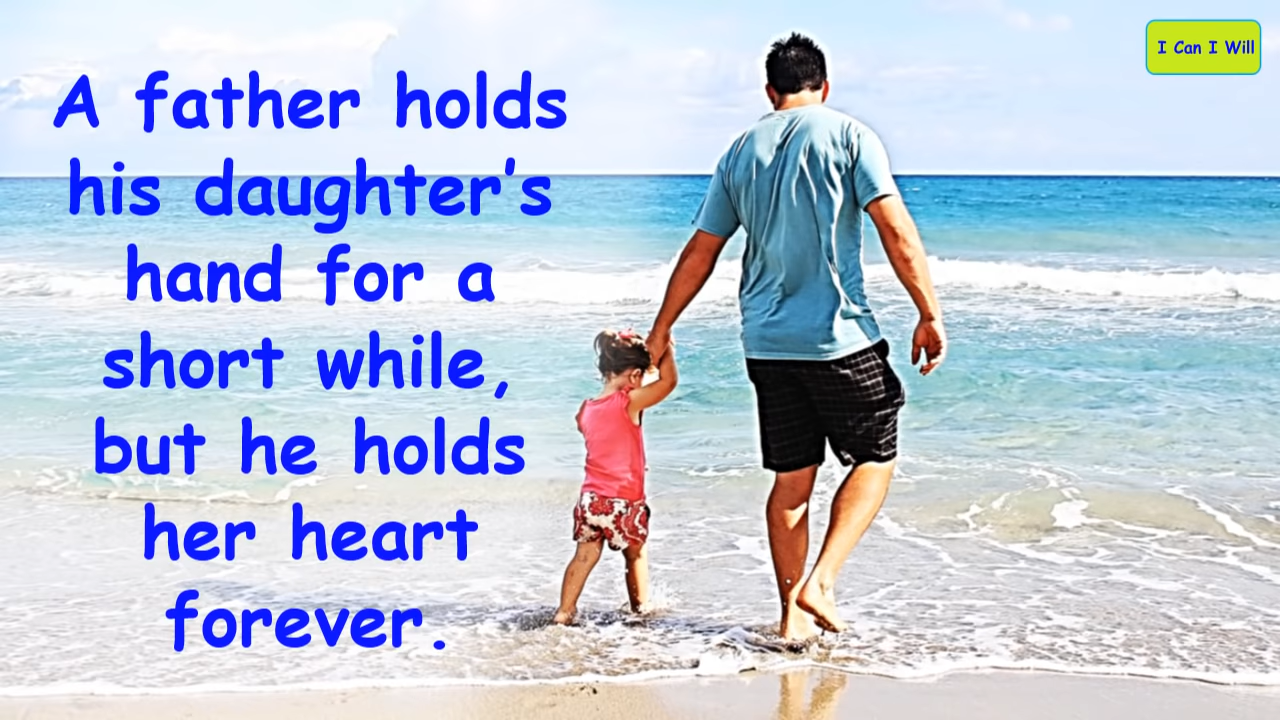 A father holds
his daughter's
hand for a
short while,
but he holds
her heart
forever.
I Can I Will